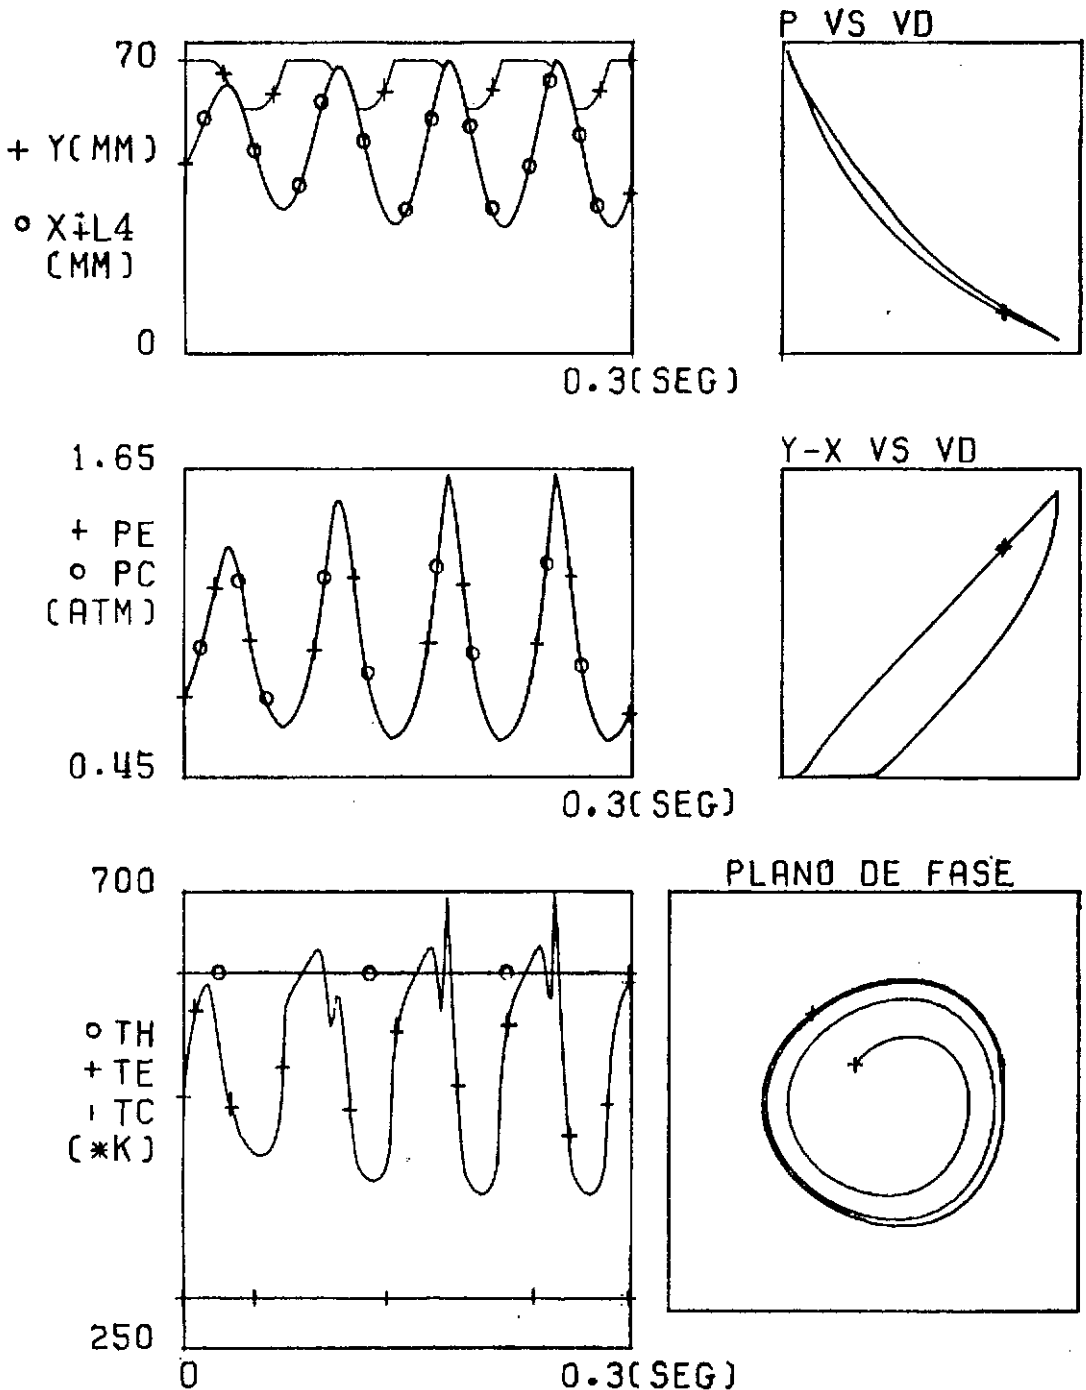 P VS VD
70
+ Y(MM)
o X+L4
(MM)
0
0.3(SEG)
Y-X VS VD
1.65
+ PE
o PC
(ATM)
0.45
0.3(SEG)
PLANO DE FASE
700
o TH
+ TE
ı TC
(*K)
250
0
0.3(SEG)